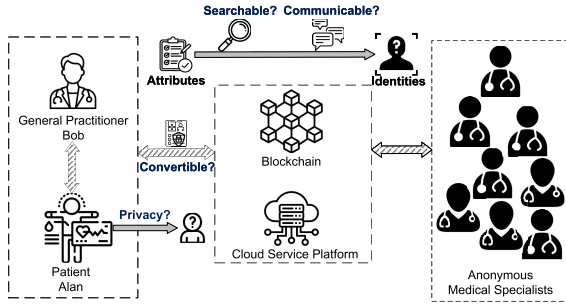 Searchable? Communicable?
Attributes
Identities
General Practitioner
Bob
Convertible?
Blockchain
Privacy?
Cloud Service Platform
Patient
Alan
Anonymous
Medical Specialists